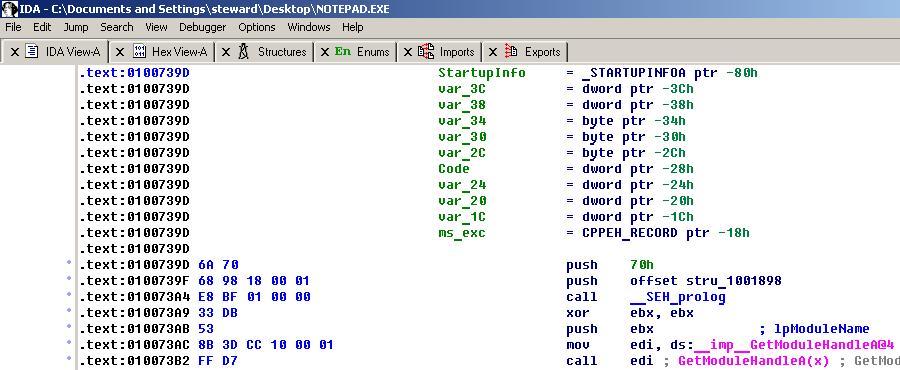 IDA - C:\Documents and Settings\steward\Desktop\NOTEPAD.EXE
File Edit Jump Search View Debugger Options Windows Help
X IDA View-A X Hex View-A X Structures X En Enums X Imports X Exports
.text:0100739D StartupInfo = _STARTUPINFOA ptr -80h
.text:0100739D var_3C = dword ptr -3Ch
.text:0100739D var_38 = dword ptr -38h
.text:0100739D var_34 = byte ptr -34h
.text:0100739D var_30 = byte ptr -30h
.text:0100739D var_2C = byte ptr -2Ch
.text:0100739D Code = dword ptr -28h
.text:0100739D var_24 = dword ptr -24h
.text:0100739D var_20 = dword ptr -20h
.text:0100739D var_1C = dword ptr -1Ch
.text:0100739D ms_exc = CPPEH_RECORD ptr -18h
.text:0100739D
.text:0100739D 6A 70 push 70h
.text:0100739F 68 98 18 00 01 push offset stru_1001898
.text:010073A4 E8 BF 01 00 00 call __SEH_prolog
.text:010073A9 33 DB xor ebx, ebx
.text:010073AB 53 push ebx ; lpModuleName
.text:010073AC 8B 3D CC 10 00 01 mov edi, ds:__imp__GetModuleHandleA@4
.text:010073B2 FF D7 call edi ; GetModuleHandleA(x) ; GetMod